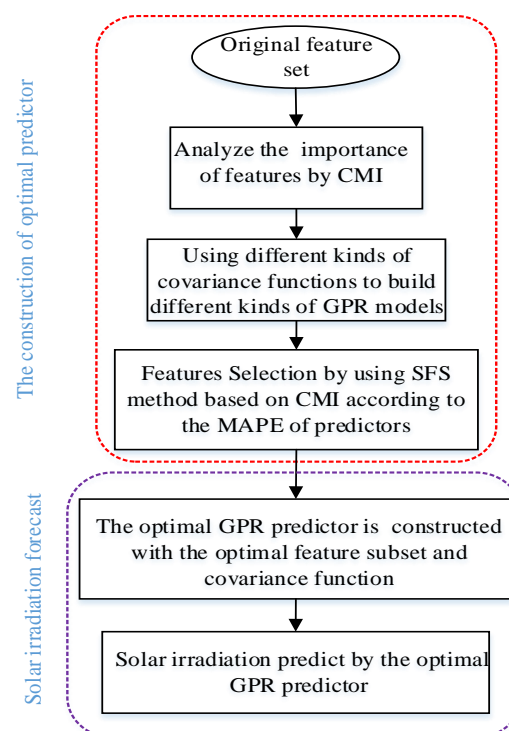 The construction of optimal predictor
Original feature
set
Analyze the importance
of features by CMI
Using different kinds of
covariance functions to build
different kinds of GPR models
Features Selection by using SFS
method based on CMI according to
the MAPE of predictors
Solar irradiation forecast
The optimal GPR predictor is constructed
with the optimal feature subset and
covariance function
Solar irradiation predict by the optimal
GPR predictor